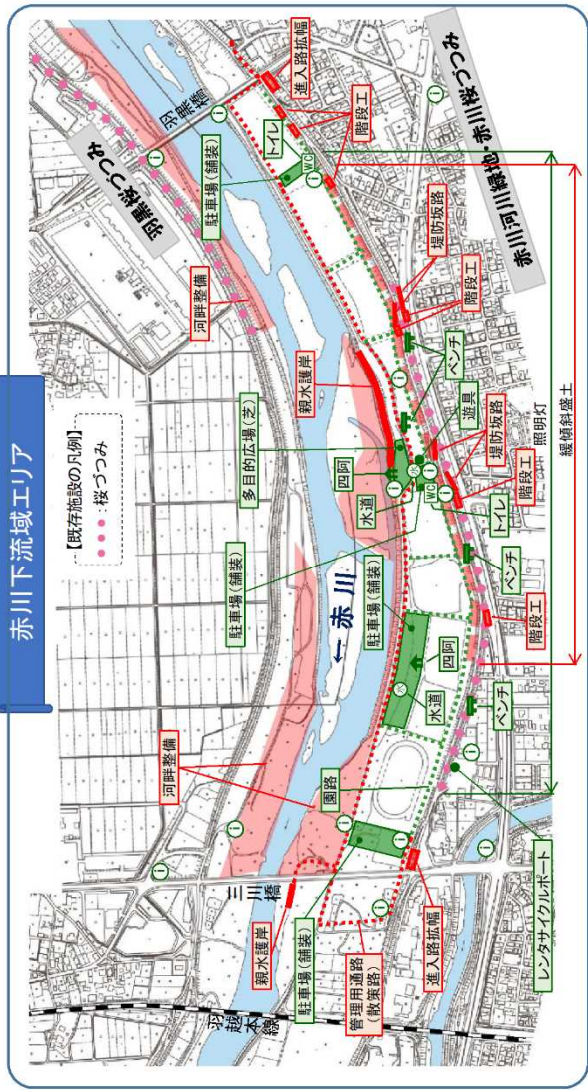 赤川下流域エリア
【既存施設の凡例】
:桜づつみ
羽黒桜づつみ
羽黒橋
赤川河川緑地・赤川桜づつみ
進入路拡幅
階段工
トイレ
WC
駐車場(舗装)
階段工
河畔整備
堤防坂路
階段工
親水護岸
ベンチ
多目的広場(芝)
遊具
四阿
水
水道
WC
トイレ
堤防坂路
階段工
照明灯
緩傾斜盛土
駐車場(舗装)
←赤川
駐車場(舗装)
四阿
水
水道
ベンチ
階段工
ベンチ
河畔整備
園路
レンタサイクルポート
三川橋
親水護岸
駐車場(舗装)
進入路拡幅
管理用通路
(散策路)
羽越本線
i
i
i
i
i
i
i
i
i
i
i
i